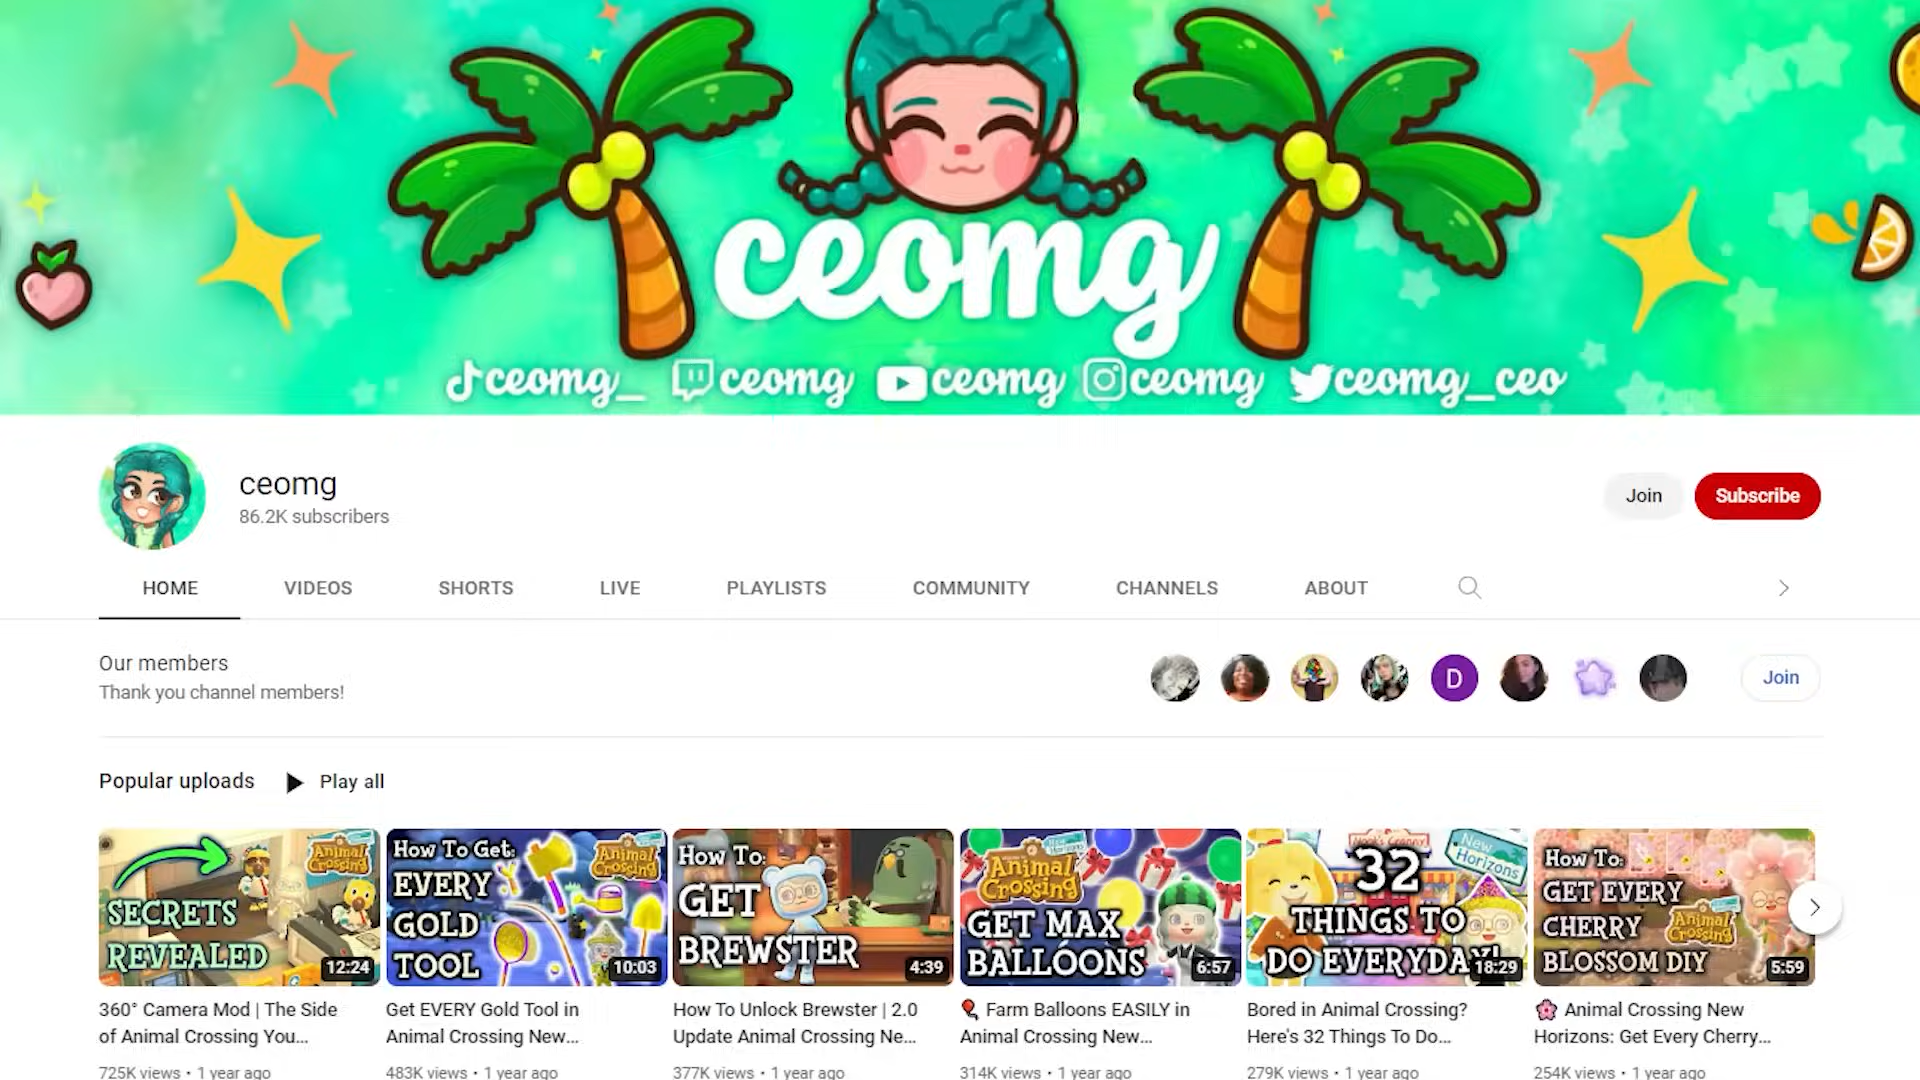 ceomg
ceomg_ ceomg ceomg ceomg ceomg_ceo
ceomg
86.2K subscribers
Join
Subscribe
HOME
VIDEOS
SHORTS
LIVE
PLAYLISTS
COMMUNITY
CHANNELS
ABOUT
Our members
Thank you channel members!
D
Join
Popular uploads
Play all
Animal
Crossing
SECRETS
REVEALED
12:24
How To Get:
EVERY
GOLD
TOOL
Animal
Crossing
10:03
How To:
GET
BREWSTER
4:39
New Horizons
Animal
Crossing
GET MAX
BALLOONS
6:57
New
Horizons
32
THINGS TO
DO EVERYDAY!
18:29
How To:
GET EVERY
CHERRY
BLOSSOM DIY
Animal
Crossing
5:59
360° Camera Mod | The Side
of Animal Crossing You...
725K views • 1 year ago
Get EVERY Gold Tool in
Animal Crossing New...
483K views • 1 year ago
How To Unlock Brewster | 2.0
Update Animal Crossing Ne...
377K views • 1 year ago
🎈 Farm Balloons EASILY in
Animal Crossing New...
314K views • 1 year ago
Bored in Animal Crossing?
Here's 32 Things To Do...
279K views • 1 year ago
🌸 Animal Crossing New
Horizons: Get Every Cherry...
254K views • 1 year ago